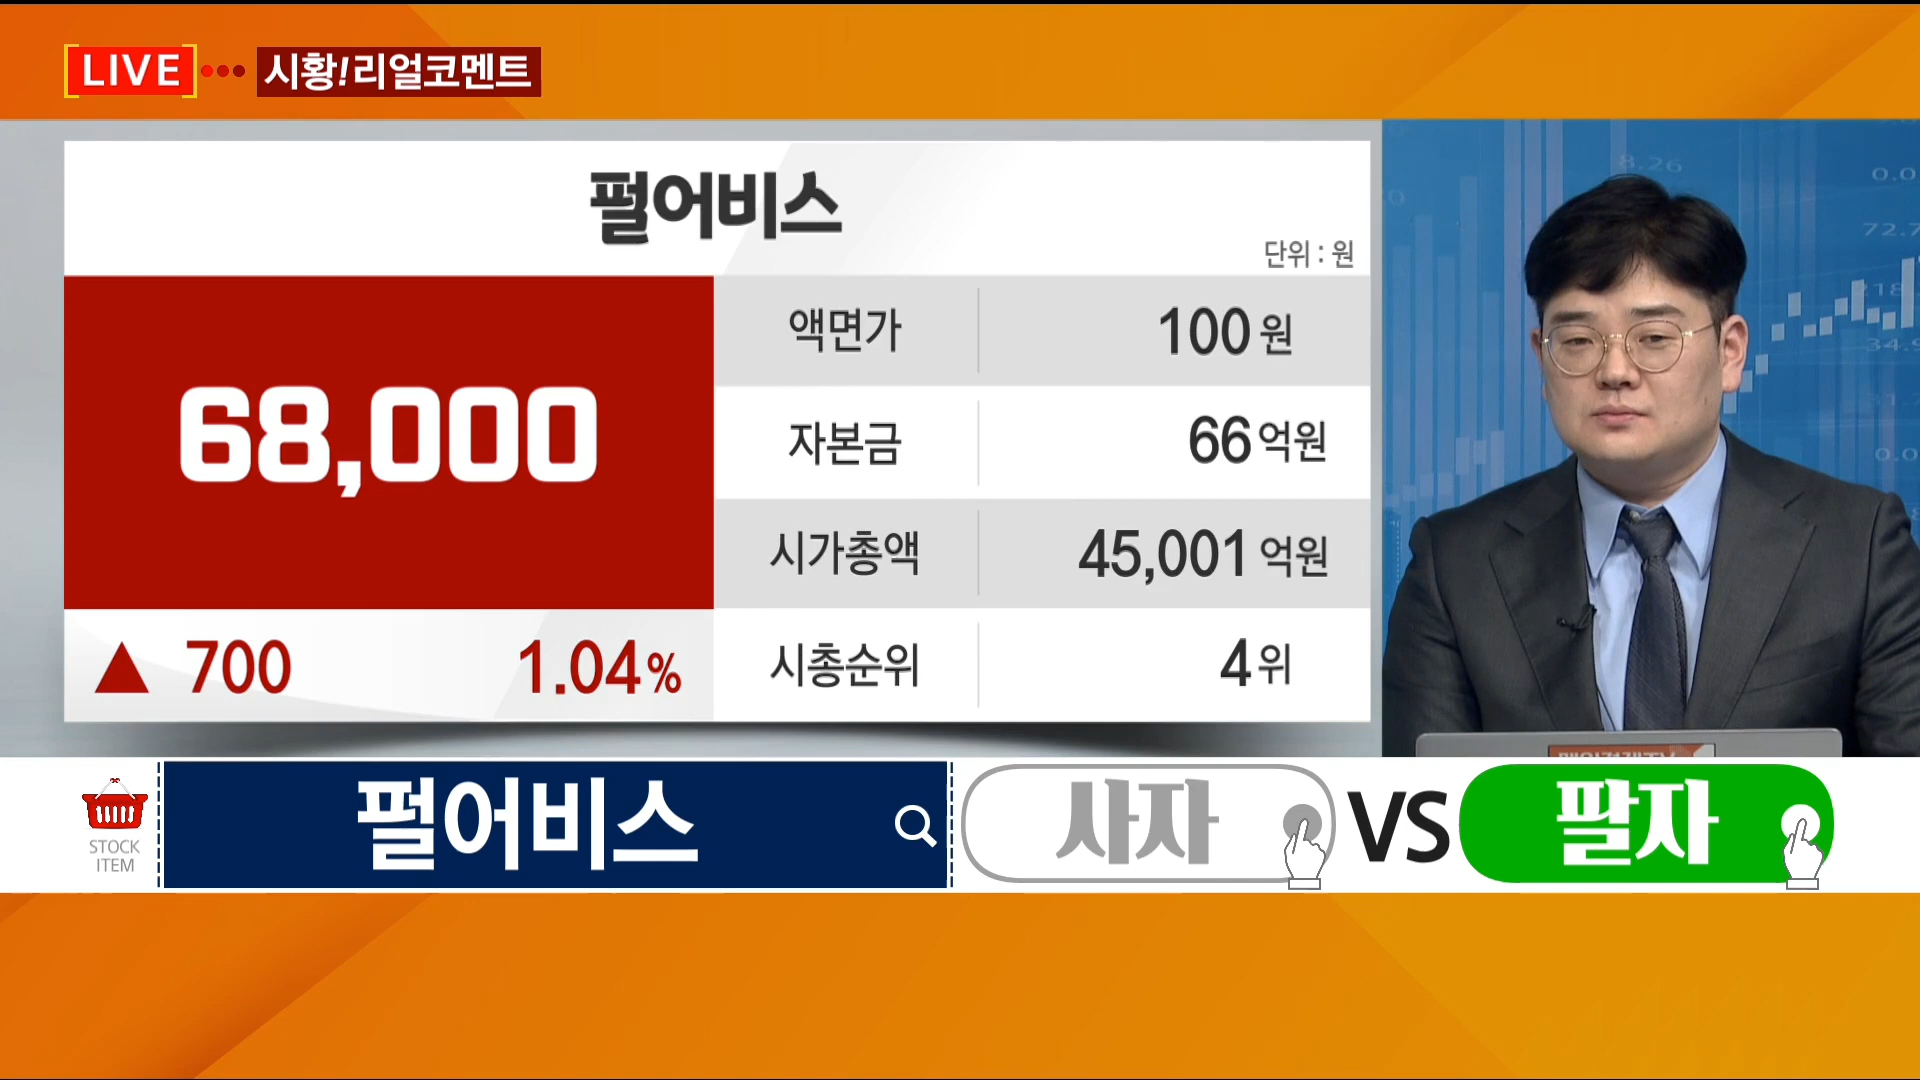 LIVE 시황!리얼코멘트
펄어비스
단위 : 원
68,000
▲ 700 1.04%
액면가 100 원
자본금 66 억원
시가총액 45,001 억원
시총순위 4 위
STOCK
ITEM
펄어비스
사자 VS 팔자